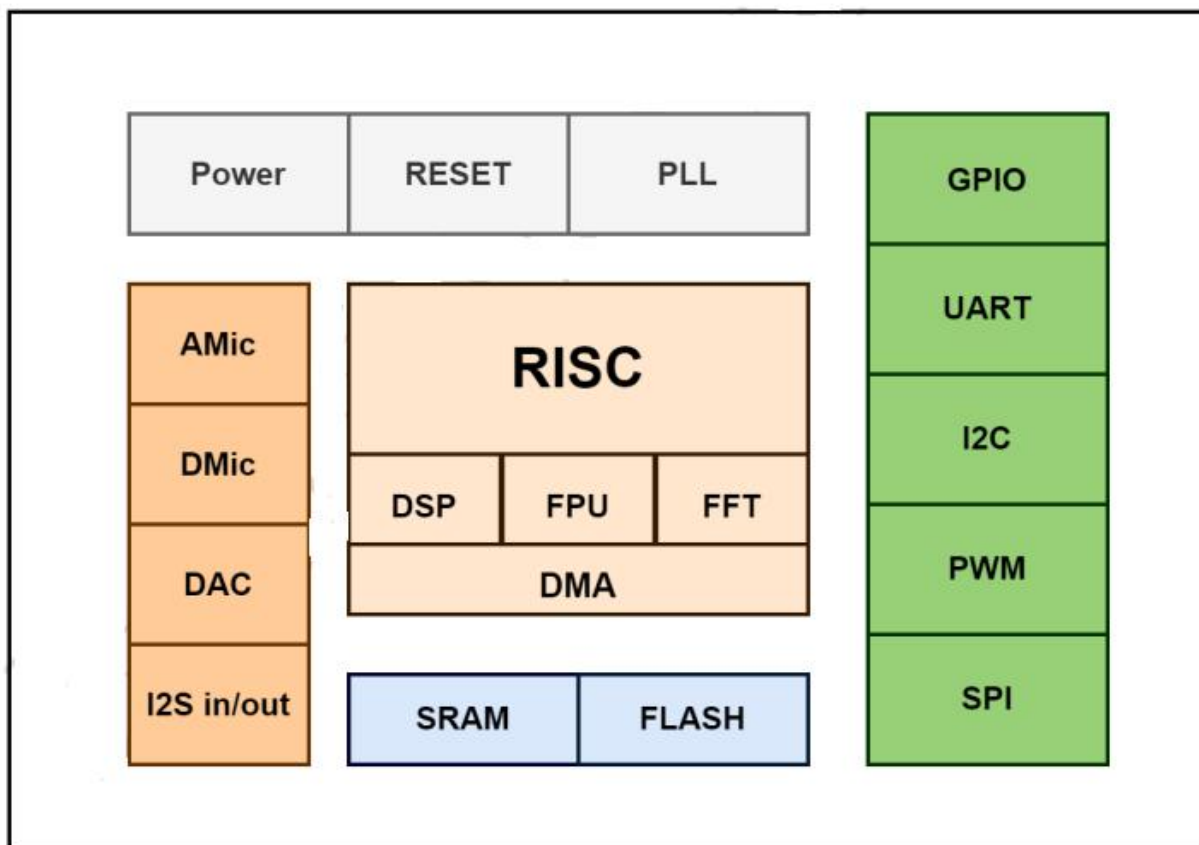 Power
RESET
PLL
GPIO
UART
I2C
PWM
SPI
AMic
DMic
DAC
I2S in/out
RISC
DSP
FPU
FFT
DMA
SRAM
FLASH